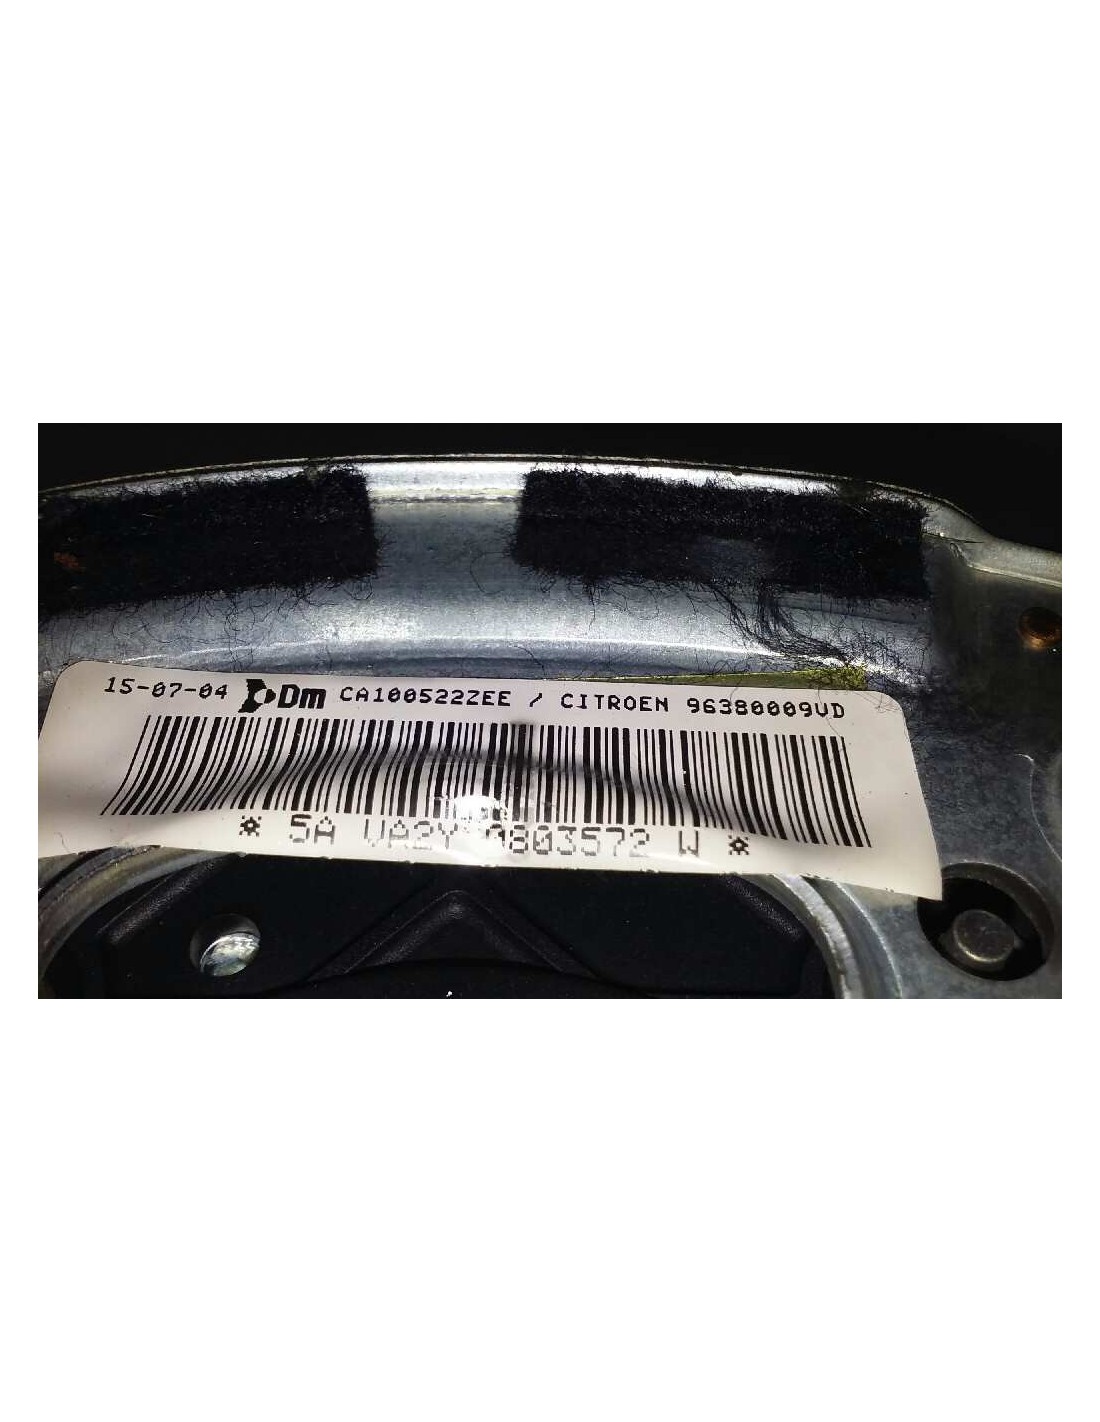 15-07-04 Dm CA100522ZEE / CITROEN 96380009VD
* 5A VA2Y 0803572 W *